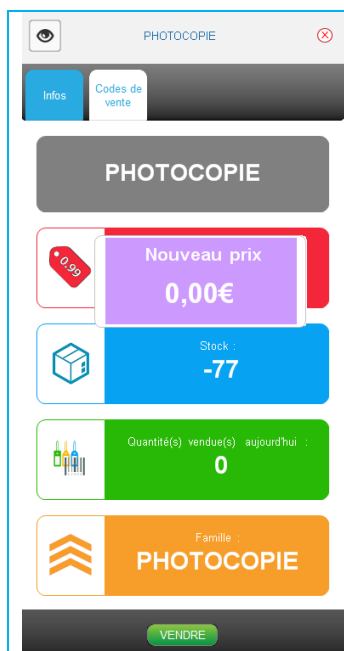 PHOTOCOPIE
Infos
Codes de
vente
PHOTOCOPIE
0.99
Nouveau prix
0,00€
Stock :
-77
Quantité(s) vendue(s) aujourd'hui :
0
Famille :
PHOTOCOPIE
VENDRE